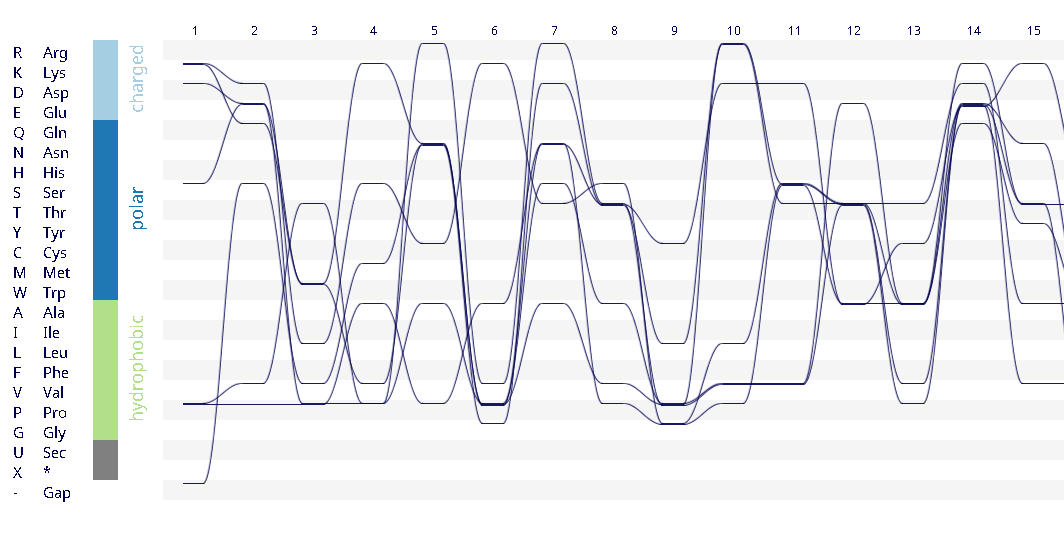 1 2 3 4 5 6 7 8 9 10 11 12 13 14 15
R Arg
K Lys
D Asp
E Glu
Q Gln
N Asn
H His
S Ser
T Thr
Y Tyr
C Cys
M Met
W Trp
A Ala
I Ile
L Leu
F Phe
V Val
P Pro
G Gly
U Sec
X *
- Gap
charged
polar
hydrophobic